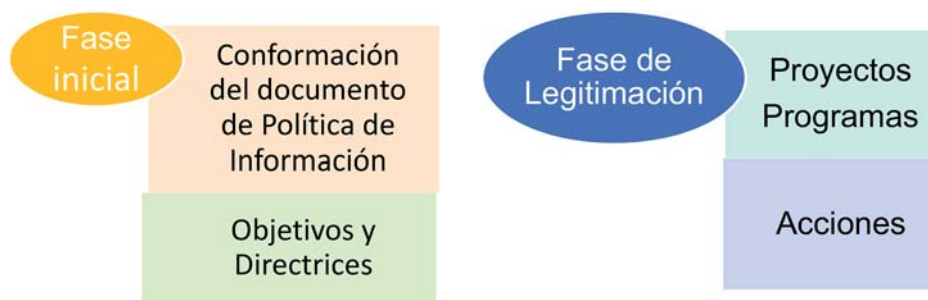 Fase
inicial
Conformación
del documento
de Política de
Información
Objetivos y
Directrices
Fase de
Legitimación
Proyectos
Programas
Acciones